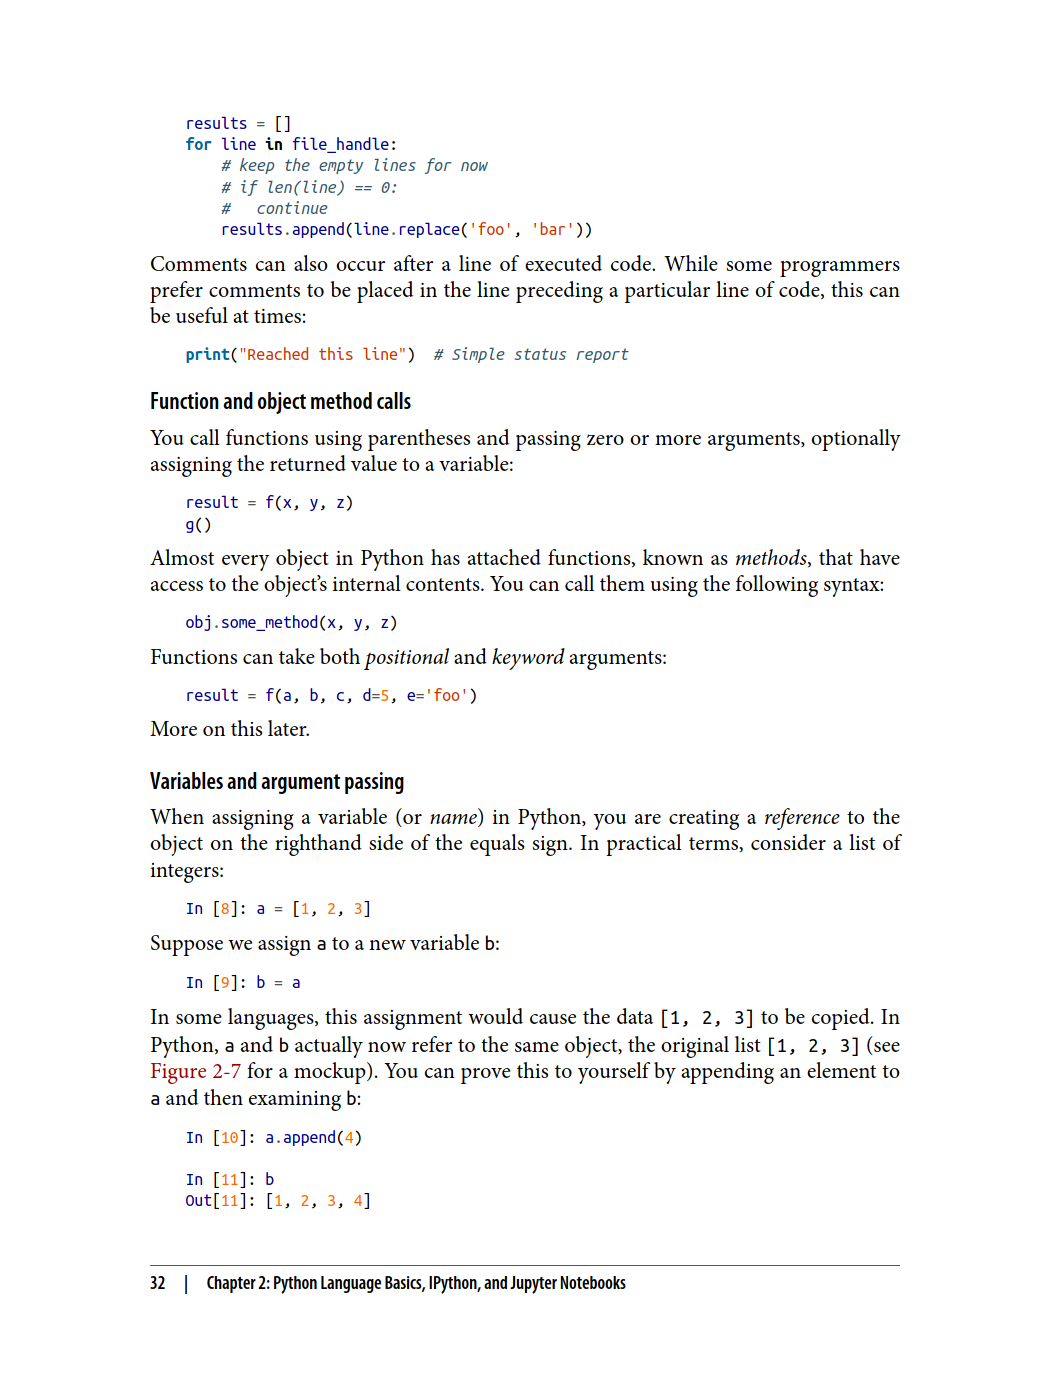 results = []
for line in file_handle:
    # keep the empty lines for now
    # if len(line) == 0:
    #   continue
    results.append(line.replace('foo', 'bar'))
Comments can also occur after a line of executed code. While some programmers
prefer comments to be placed in the line preceding a particular line of code, this can
be useful at times:
print("Reached this line")  # Simple status report
Function and object method calls
You call functions using parentheses and passing zero or more arguments, optionally
assigning the returned value to a variable:
result = f(x, y, z)
g()
Almost every object in Python has attached functions, known as methods, that have
access to the object’s internal contents. You can call them using the following syntax:
obj.some_method(x, y, z)
Functions can take both positional and keyword arguments:
result = f(a, b, c, d=5, e='foo')
More on this later.
Variables and argument passing
When assigning a variable (or name) in Python, you are creating a reference to the
object on the righthand side of the equals sign. In practical terms, consider a list of
integers:
In [8]: a = [1, 2, 3]
Suppose we assign a to a new variable b:
In [9]: b = a
In some languages, this assignment would cause the data [1, 2, 3] to be copied. In
Python, a and b actually now refer to the same object, the original list [1, 2, 3] (see
Figure 2-7 for a mockup). You can prove this to yourself by appending an element to
a and then examining b:
In [10]: a.append(4)
In [11]: b
Out[11]: [1, 2, 3, 4]
32 | Chapter 2: Python Language Basics, IPython, and Jupyter Notebooks